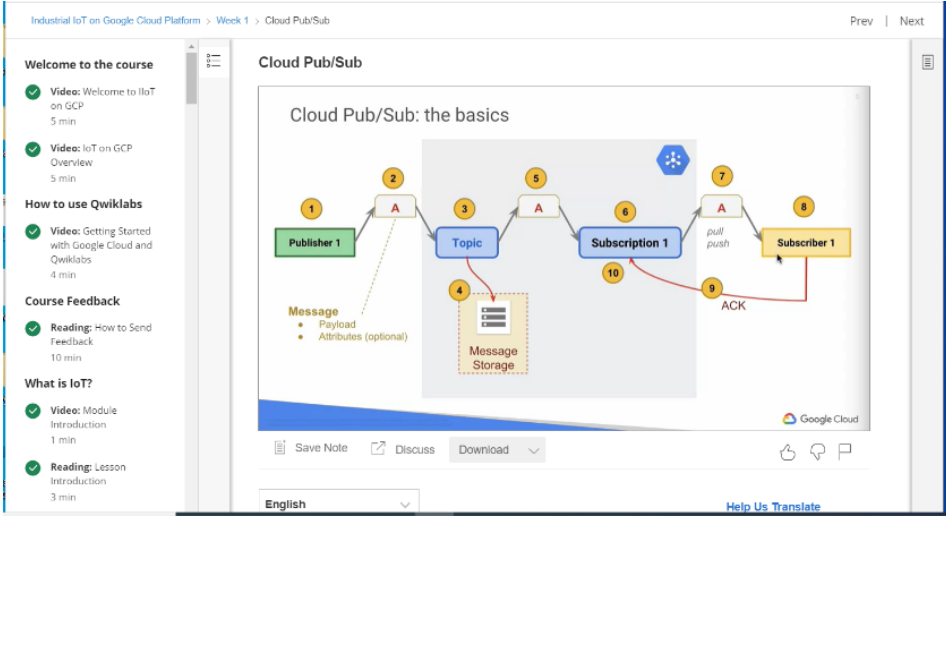 Industrial IoT on Google Cloud Platform > Week 1 > Cloud Pub/Sub
Prev | Next
Welcome to the course
Video: Welcome to IIoT
on GCP
5 min
Video: IoT on GCP
Overview
5 min
How to use Qwiklabs
Video: Getting Started
with Google Cloud and
Qwiklabs
4 min
Course Feedback
Reading: How to Send
Feedback
10 min
What is IoT?
Video: Module
Introduction
1 min
Reading: Lesson
Introduction
3 min
Cloud Pub/Sub
Cloud Pub/Sub: the basics
1
2
3
4
5
6
7
8
9
10
Publisher 1
A
Topic
A
Subscription 1
A
pull
push
Subscriber 1
ACK
Message
• Payload
• Attributes (optional)
Message
Storage
Google Cloud
Save Note
Discuss
Download
English
Help Us Translate